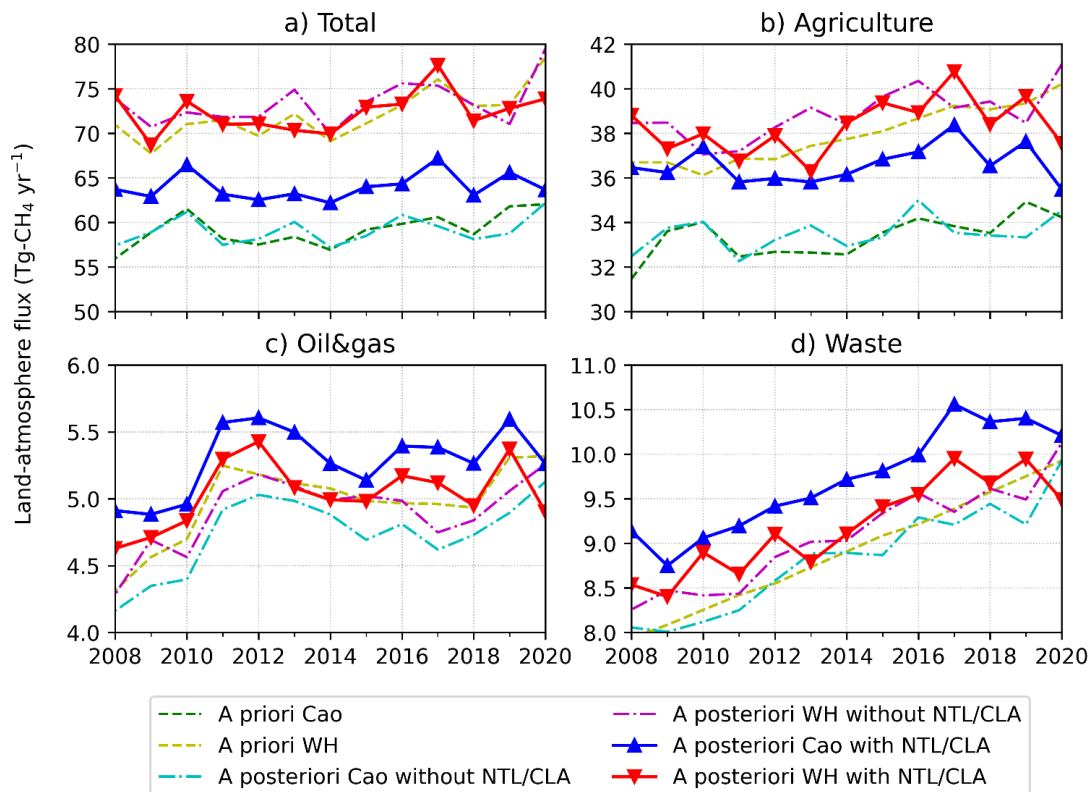 a) Total
b) Agriculture
80
75
70
65
60
55
50
42
40
38
36
34
32
30
Land-atmosphere flux (Tg-CH₄ yr⁻¹)
c) Oil&gas
d) Waste
6.0
5.5
5.0
4.5
4.0
11.0
10.5
10.0
9.5
9.0
8.5
8.0
2008 2010 2012 2014 2016 2018 2020
2008 2010 2012 2014 2016 2018 2020
A priori Cao
A priori WH
A posteriori Cao without NTL/CLA
A posteriori WH without NTL/CLA
A posteriori Cao with NTL/CLA
A posteriori WH with NTL/CLA